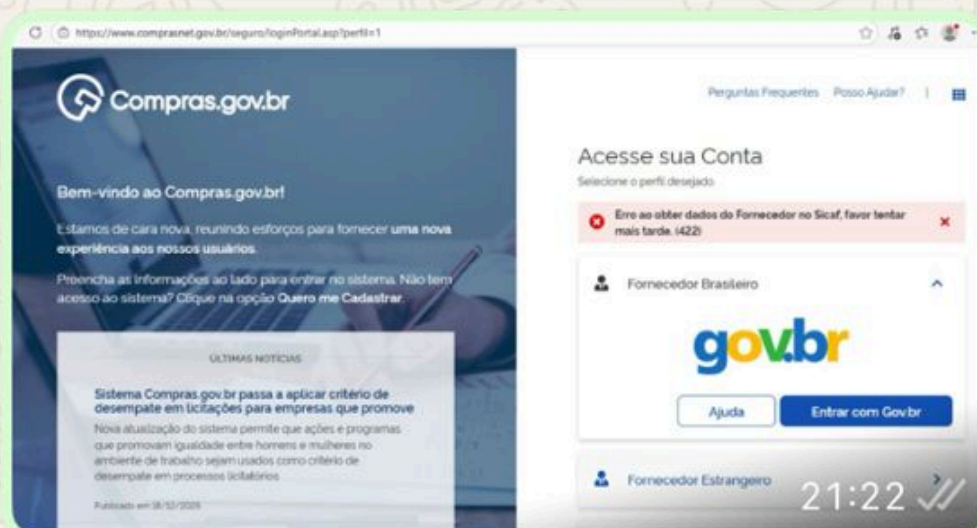 https://www.comprasnet.gov.br/seguro/loginPortal.asp?perfil=1
Compras.gov.br
Bem-vindo ao Compras.gov.br!
Estamos de cara nova, reunindo esforços para fornecer uma nova
experiência aos nossos usuários.
Preencha as informações ao lado para entrar no sistema. Não tem
acesso ao sistema? Clique na opção Quero me Cadastrar.
ÚLTIMAS NOTÍCIAS
Sistema Compras.gov.br passa a aplicar critério de
desempate em licitações para empresas que promove
Nova atualização do sistema permite que ações e programas
que promovam igualdade entre homens e mulheres no
ambiente de trabalho sejam usados como critério de
desempate em processos licitatórios
Publicado em
Perguntas Frequentes Posso Ajudar?
Acesse sua Conta
Selecione o perfil desejado.
Erro ao obter dados do Fornecedor no Sicaf, favor tentar
mais tarde. (422)
Fornecedor Brasileiro
gov.br
Ajuda Entrar com Gov.br
Fornecedor Estrangeiro
21:22